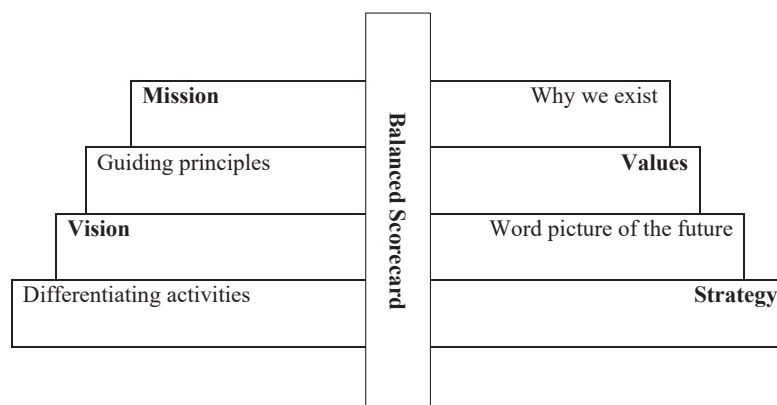 Mission
Why we exist
Guiding principles
Values
Vision
Word picture of the future
Differentiating activities
Strategy
Balanced Scorecard